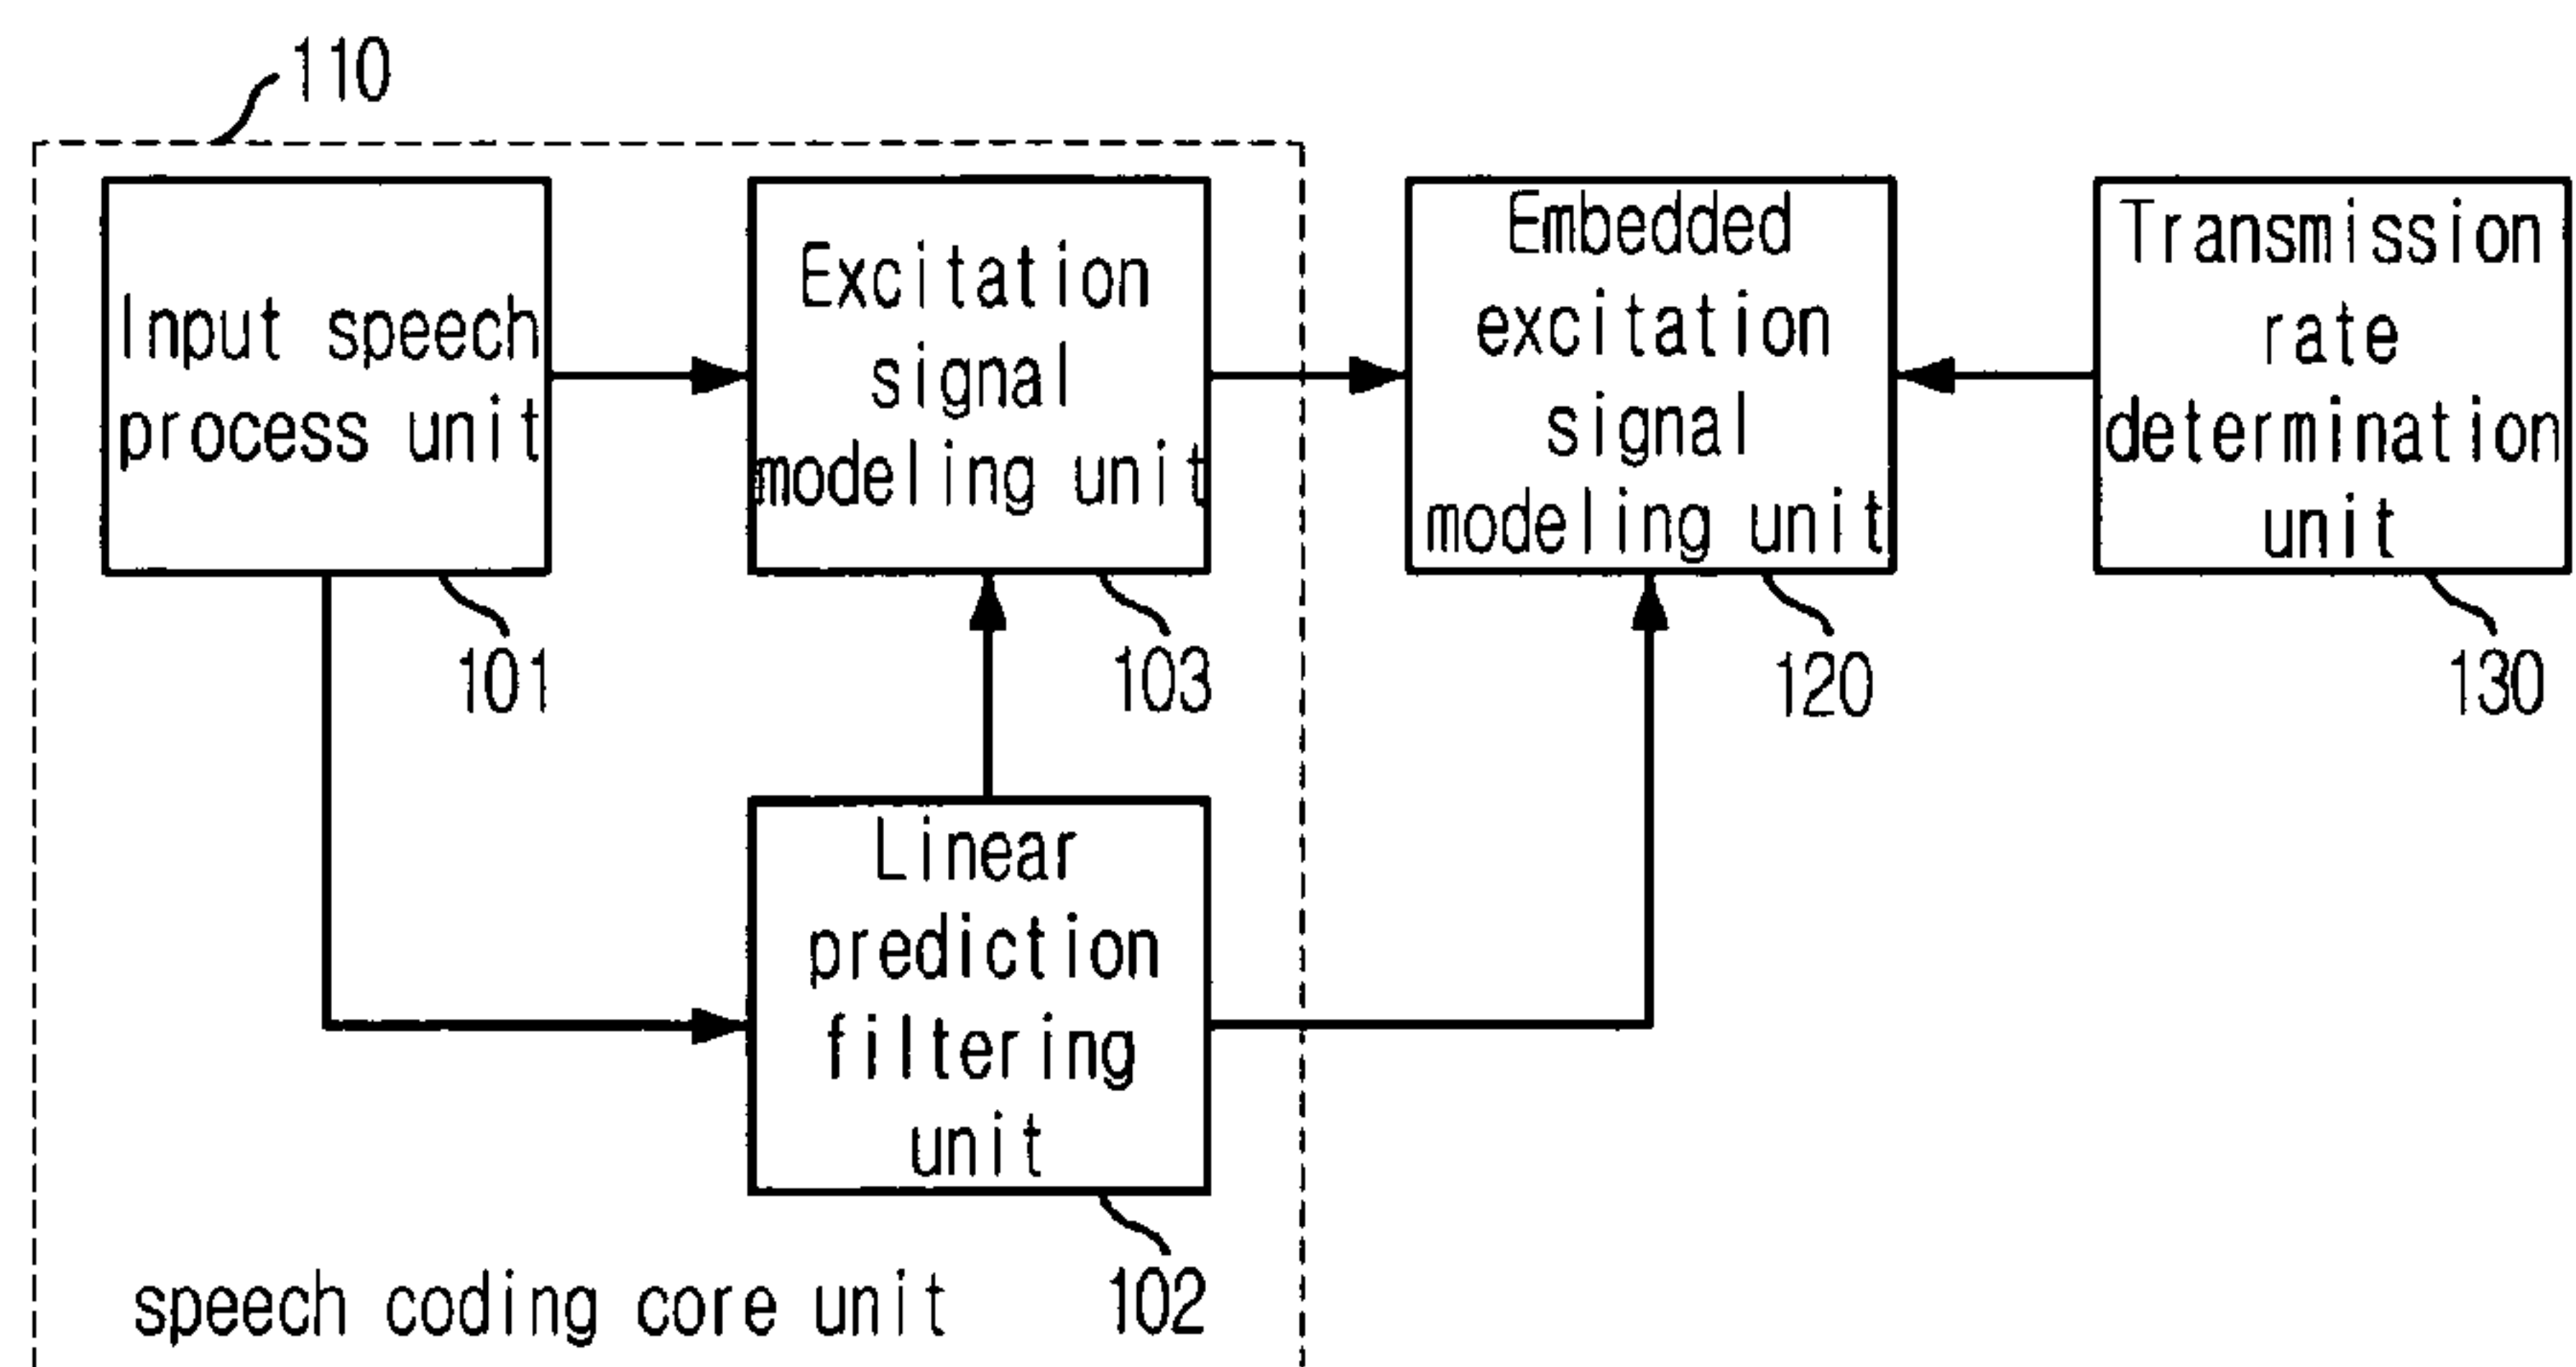 110
Input speech
process unit
101
Excitation
signal
modeling unit
103
Embedded
excitation
signal
modeling unit
120
Transmission
rate
determination
unit
130
Linear
prediction
filtering
unit
102
speech coding core unit